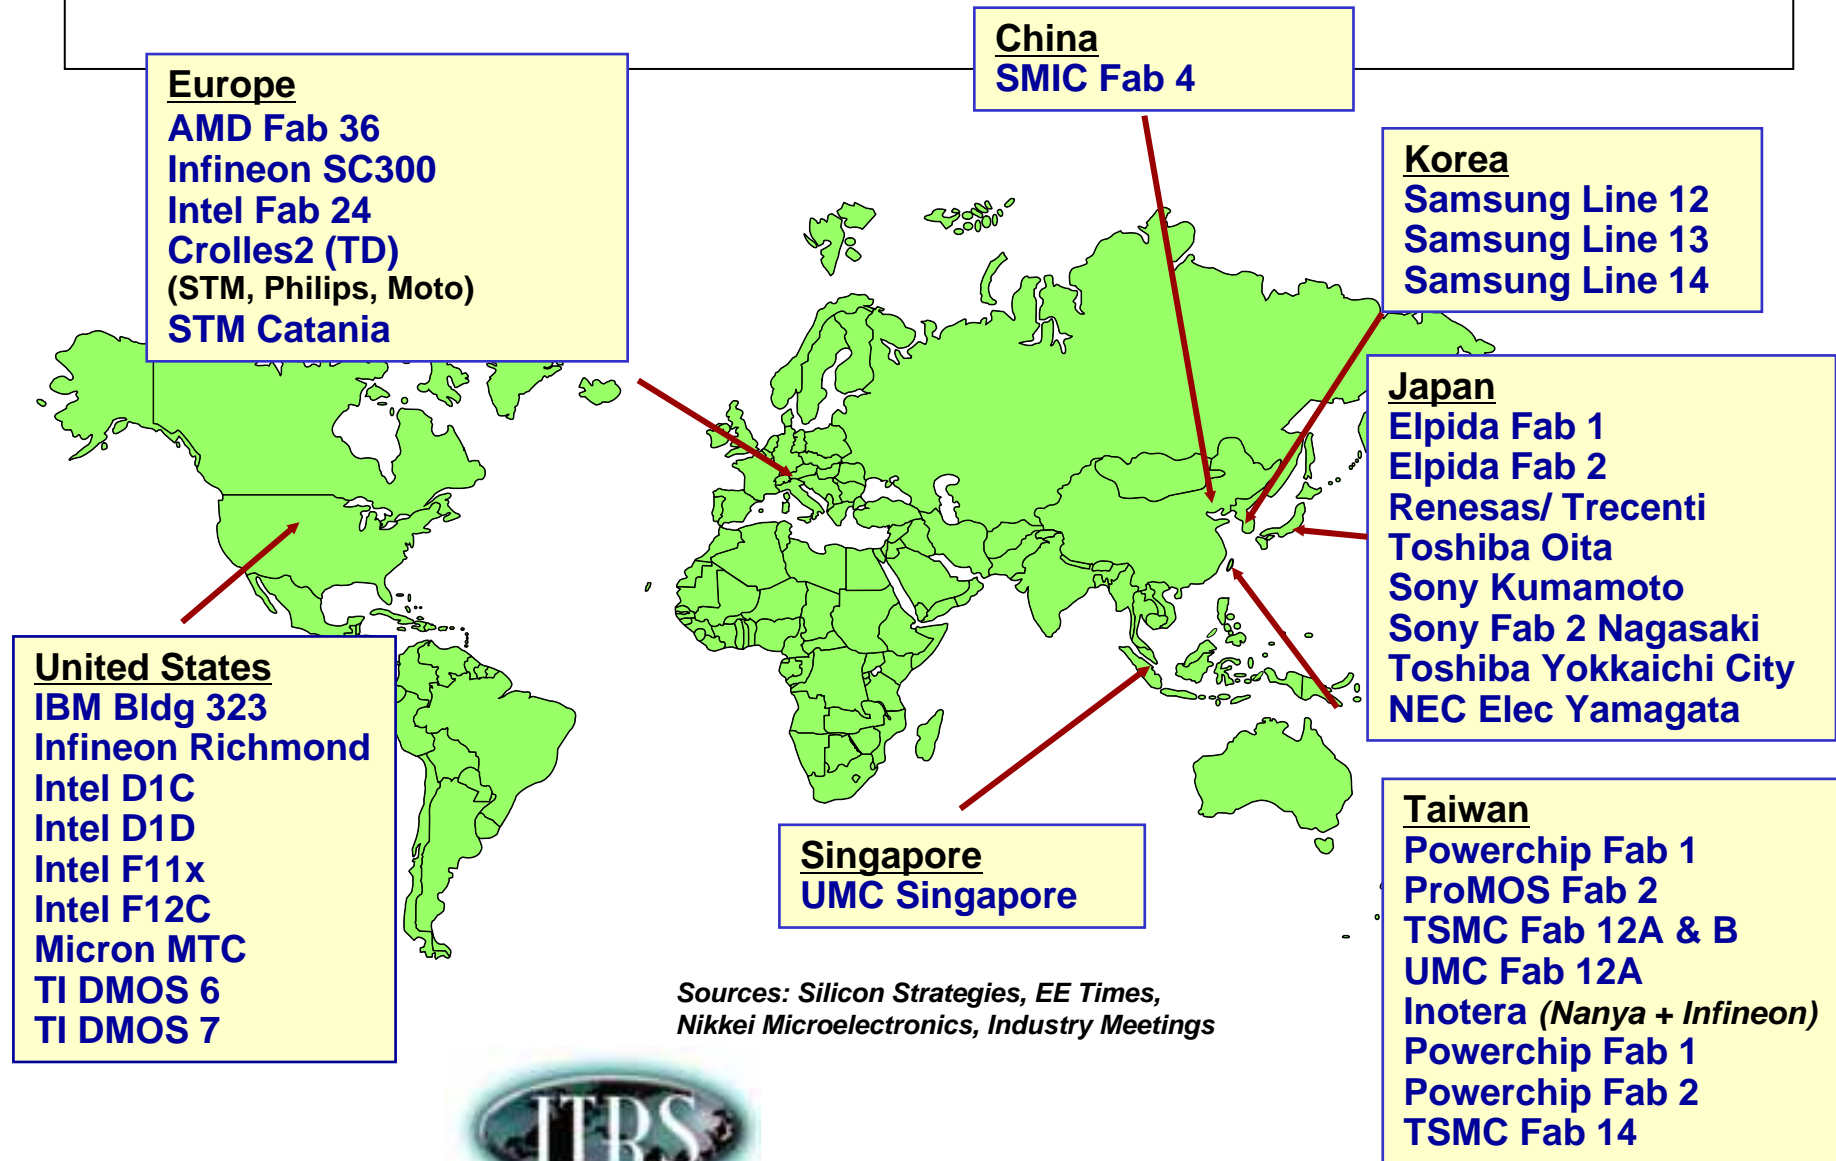 China
SMIC Fab 4
Europe
AMD Fab 36
Infineon SC300
Intel Fab 24
Crolles2 (TD)
(STM, Philips, Moto)
STM Catania
Korea
Samsung Line 12
Samsung Line 13
Samsung Line 14
Japan
Elpida Fab 1
Elpida Fab 2
Renesas/ Trecenti
Toshiba Oita
Sony Kumamoto
Sony Fab 2 Nagasaki
Toshiba Yokkaichi City
NEC Elec Yamagata
United States
IBM Bldg 323
Infineon Richmond
Intel D1C
Intel D1D
Intel F11x
Intel F12C
Micron MTC
TI DMOS 6
TI DMOS 7
Singapore
UMC Singapore
Taiwan
Powerchip Fab 1
ProMOS Fab 2
TSMC Fab 12A & B
UMC Fab 12A
Inotera (Nanya + Infineon)
Powerchip Fab 1
Powerchip Fab 2
TSMC Fab 14
Sources: Silicon Strategies, EE Times,
Nikkei Microelectronics, Industry Meetings
ITRS